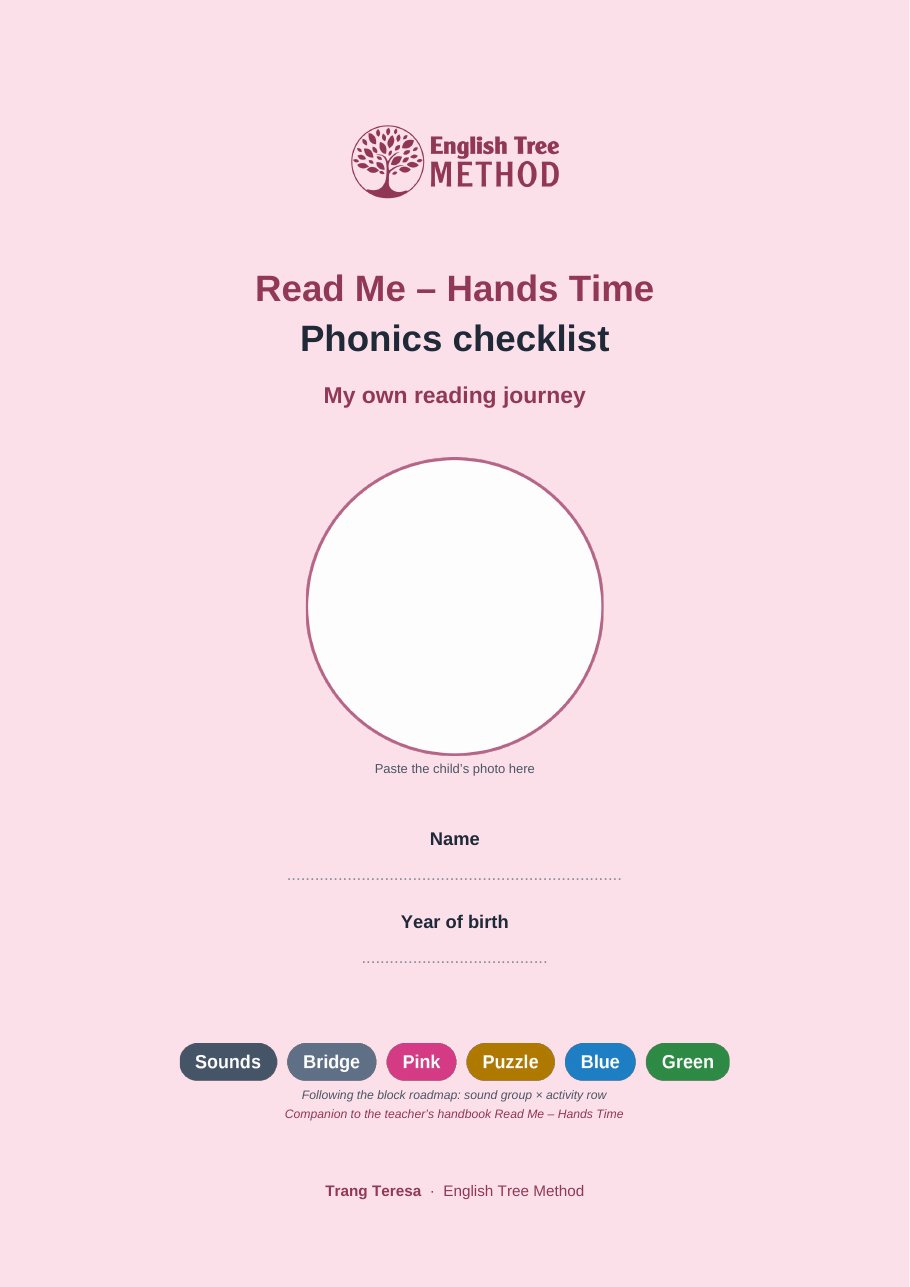 English Tree
METHOD
Read Me – Hands Time
Phonics checklist
My own reading journey
Paste the child’s photo here
Name
Year of birth
Sounds Bridge Pink Puzzle Blue Green
Following the block roadmap: sound group × activity row
Companion to the teacher’s handbook Read Me – Hands Time
Trang Teresa · English Tree Method